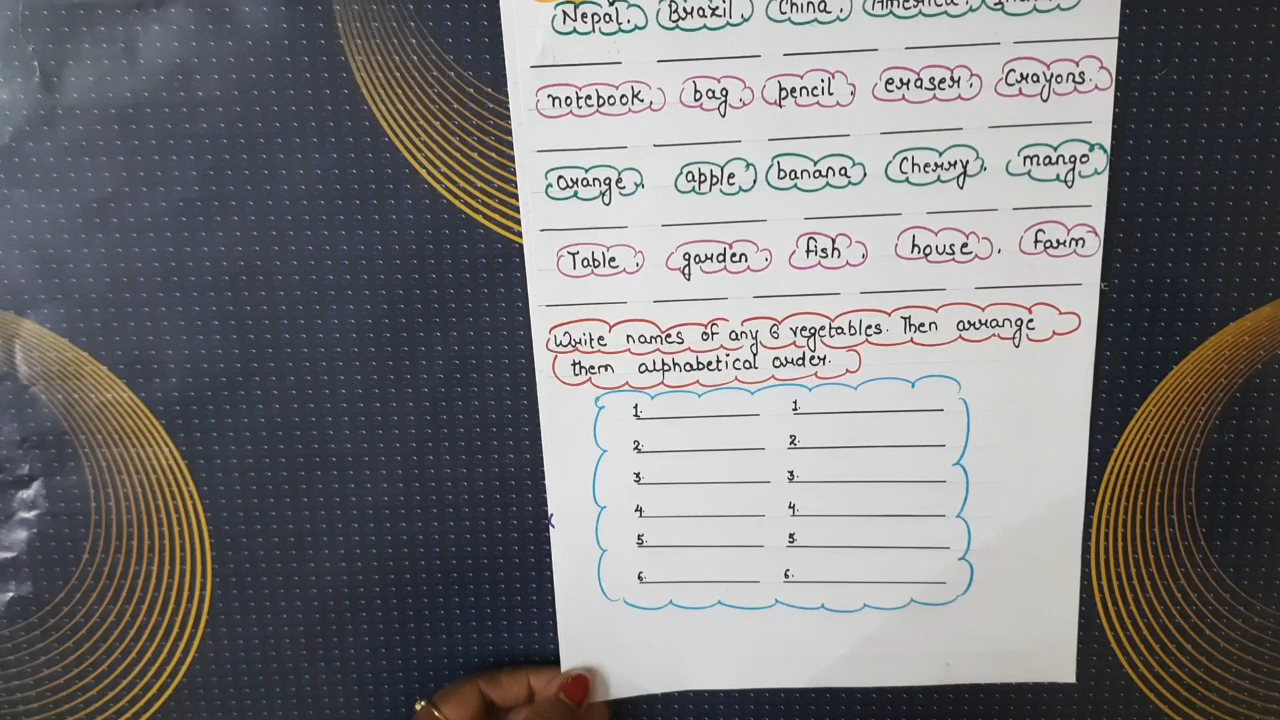 Nepal, Brazil, China, America, India
notebook, bag, pencil, eraser, Crayons.
orange, apple, banana, Cherry, mango
Table, garden, fish, house, farm
Write names of any 6 vegetables. Then arrange
them alphabetical order.
1. 1.
2. 2.
3. 3.
4. 4.
5. 5.
6. 6.